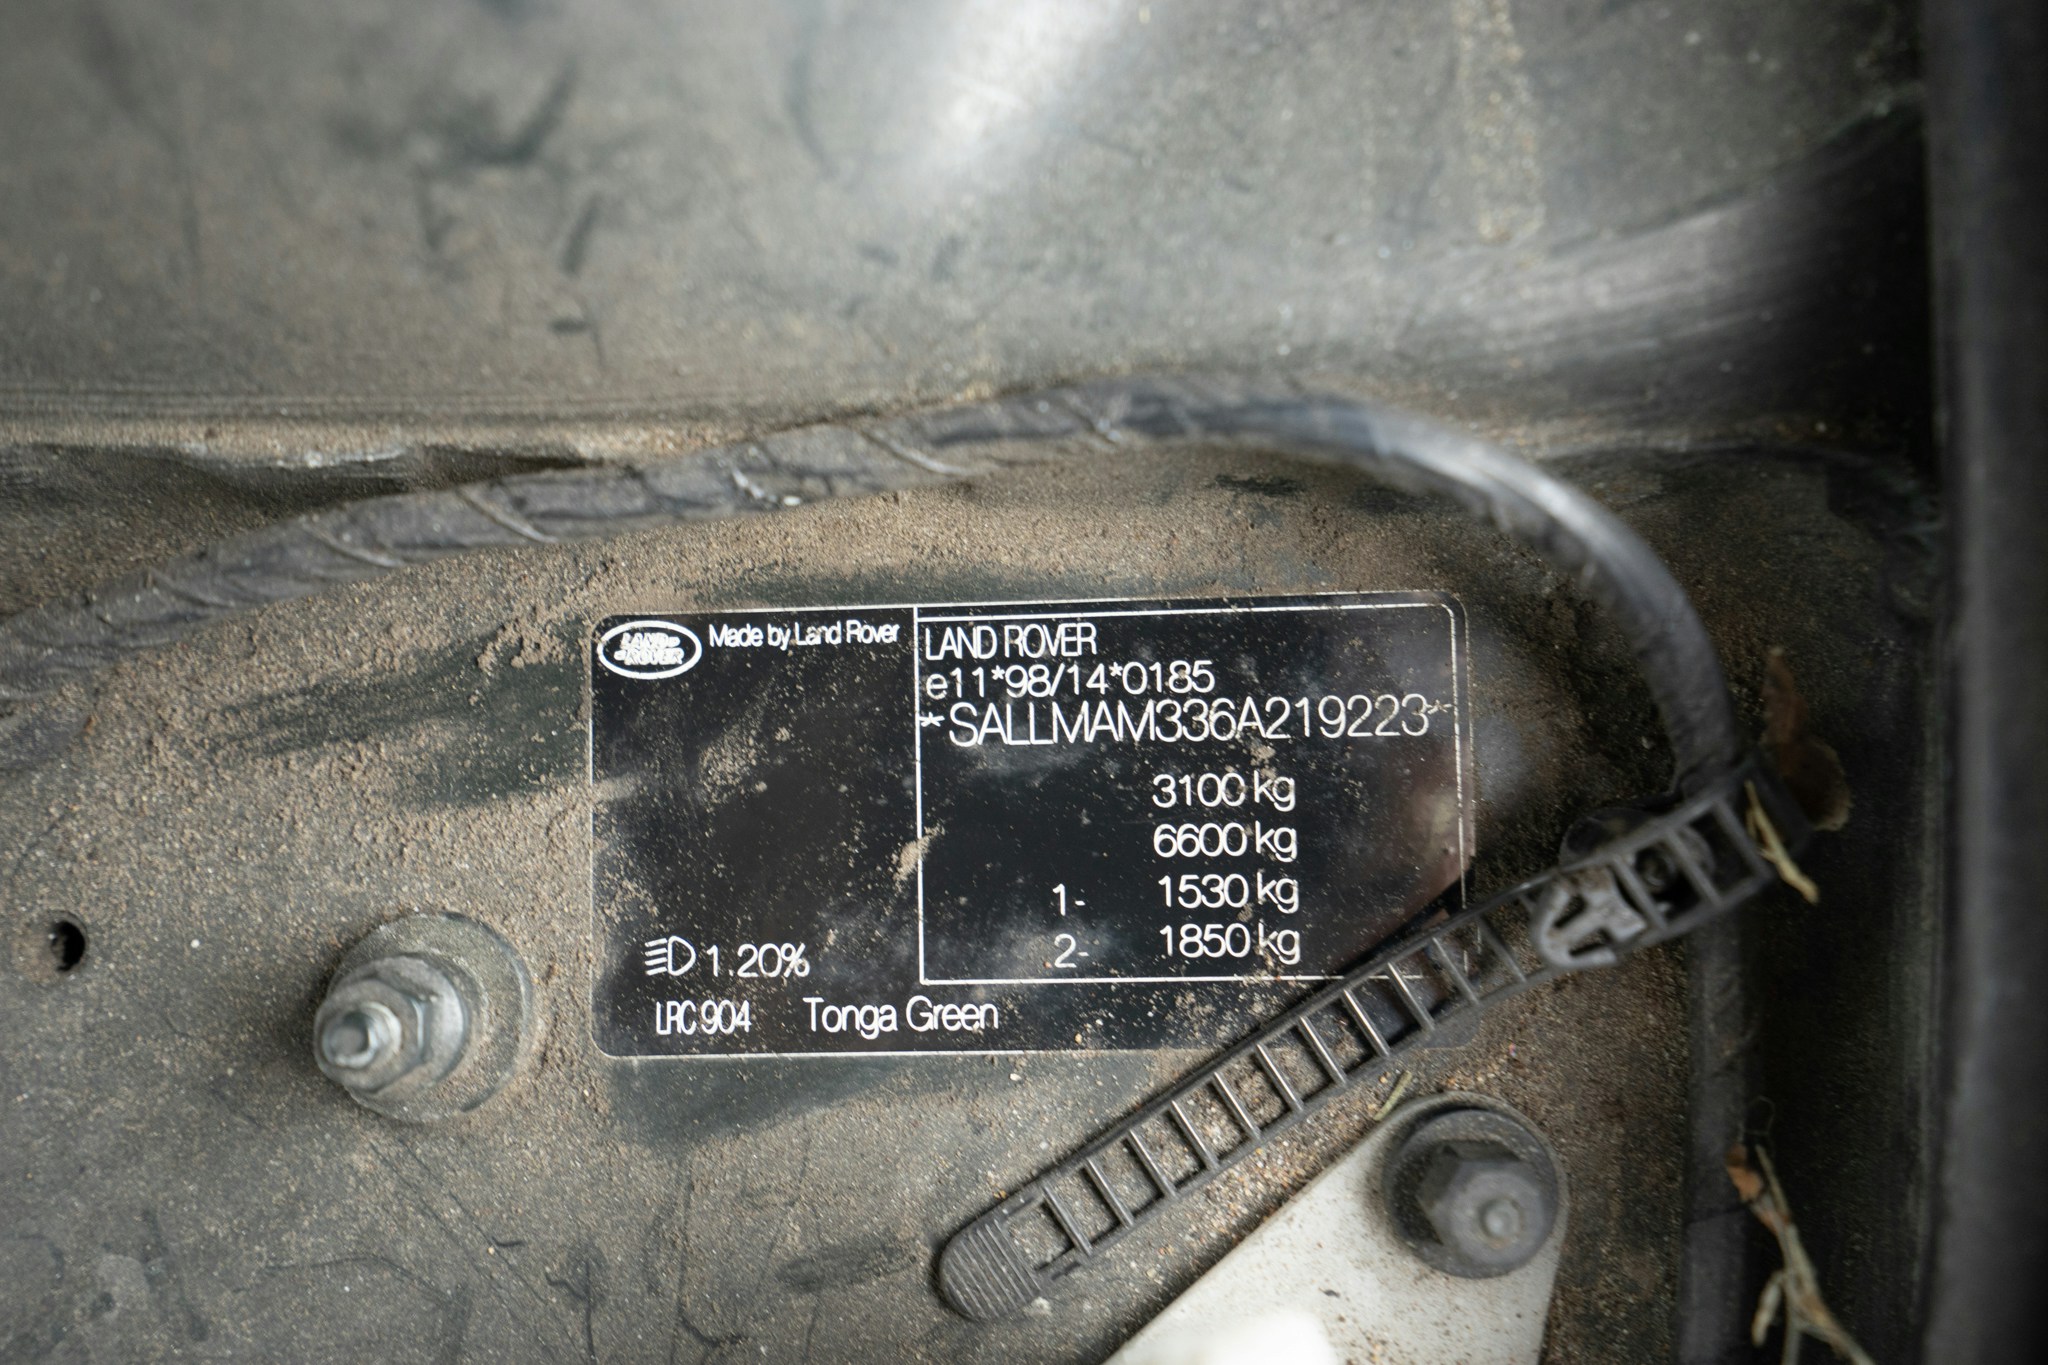 LAND ROVER
Made by Land Rover
LAND ROVER
e11*98/14*0185
*SALLMAM336A219223*
3100 kg
6600 kg
1- 1530 kg
2- 1850 kg
1.20%
LRC 904 Tonga Green